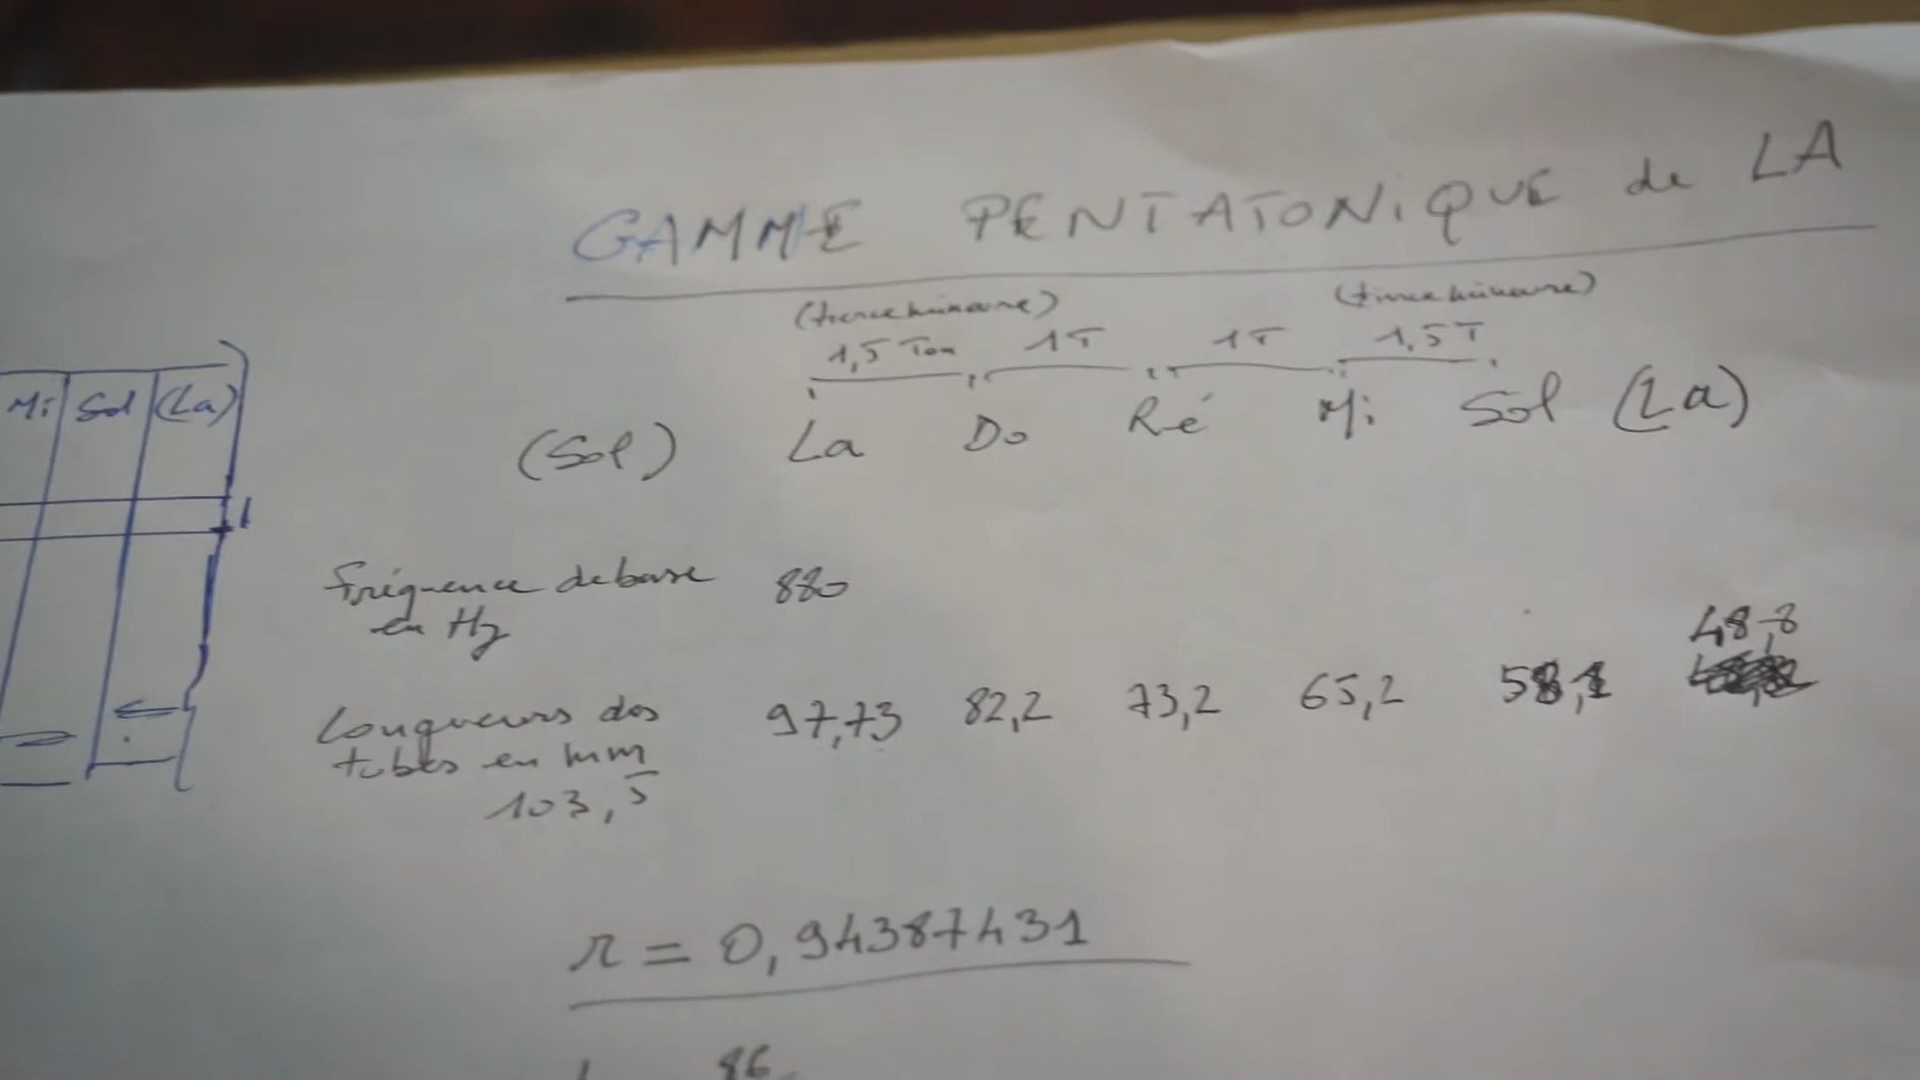 GAMME PENTATONIQUE de LA
(tierce mineure) (tierce mineure)
1,5 Ton 1T 1T 1,5 T
(Sol) La Do Ré Mi Sol (La)
Mi Sol (La)
fréquence de base 880
en Hz
48,8
Longueurs des 97,73 82,2 73,2 65,2 58,1
tubes en mm
103,5
r = 0,94387431